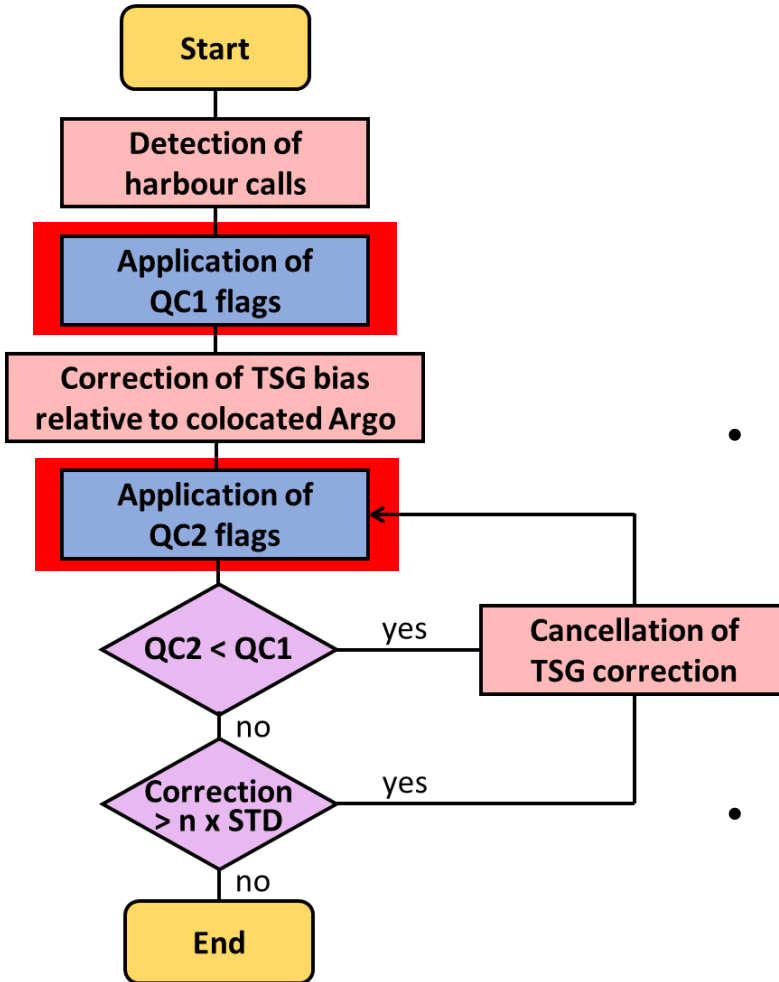 Start
Detection of
harbour calls
Application of
QC1 flags
Correction of TSG bias
relative to colocated Argo
Application of
QC2 flags
QC2 < QC1
yes
Cancellation of
TSG correction
no
Correction
> n x STD
yes
no
End